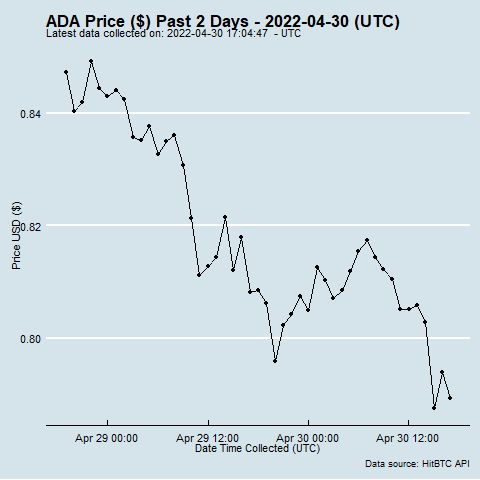 ADA Price ($) Past 2 Days - 2022-04-30 (UTC)
Latest data collected on: 2022-04-30 17:04:47 - UTC
0.84
0.82
0.80
Price USD ($)
Apr 29 00:00 Apr 29 12:00 Apr 30 00:00 Apr 30 12:00
Date Time Collected (UTC)
Data source: HitBTC API